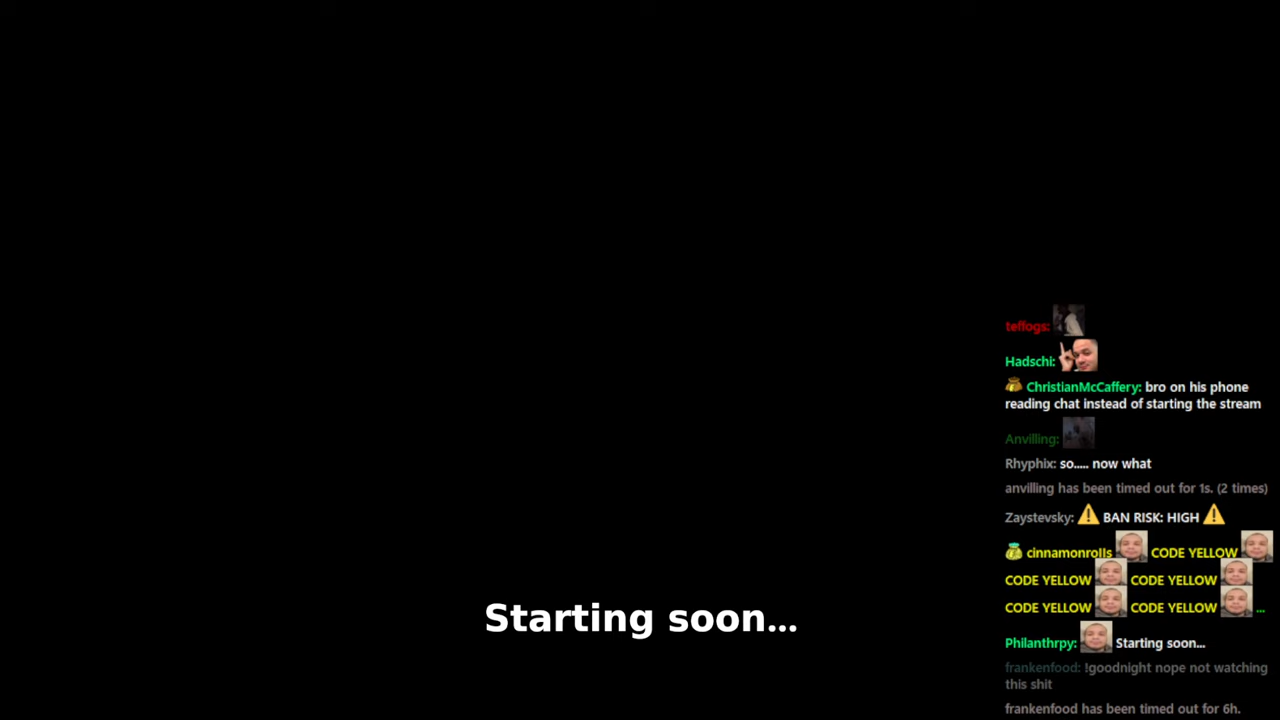 teffogs:
Hadschi:
ChristianMcCaffery: bro on his phone
reading chat instead of starting the stream
Anvilling:
Rhyphix: so..... now what
anvilling has been timed out for 1s. (2 times)
Zaystevsky: ⚠ BAN RISK: HIGH ⚠
cinnamonrolls CODE YELLOW
CODE YELLOW CODE YELLOW
CODE YELLOW CODE YELLOW ...
Starting soon...
Philanthrpy: Starting soon...
frankenfood: !goodnight nope not watching
this shit
frankenfood has been timed out for 6h.